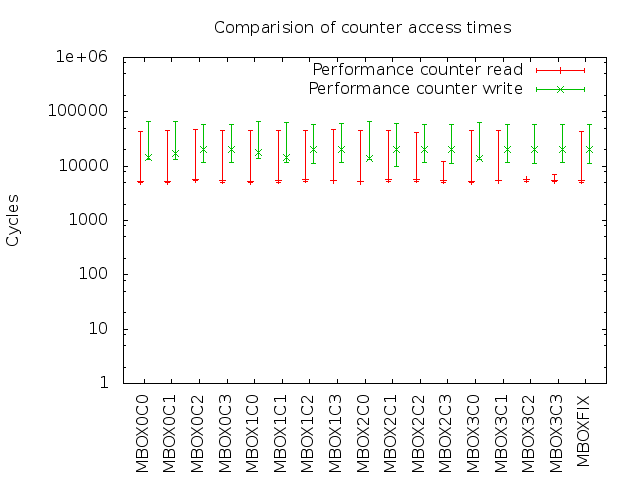 Comparision of counter access times
Performance counter read
Performance counter write
1e+06
100000
10000
1000
100
10
1
Cycles
MBOX0C0
MBOX0C1
MBOX0C2
MBOX0C3
MBOX1C0
MBOX1C1
MBOX1C2
MBOX1C3
MBOX2C0
MBOX2C1
MBOX2C2
MBOX2C3
MBOX3C0
MBOX3C1
MBOX3C2
MBOX3C3
MBOXFIX